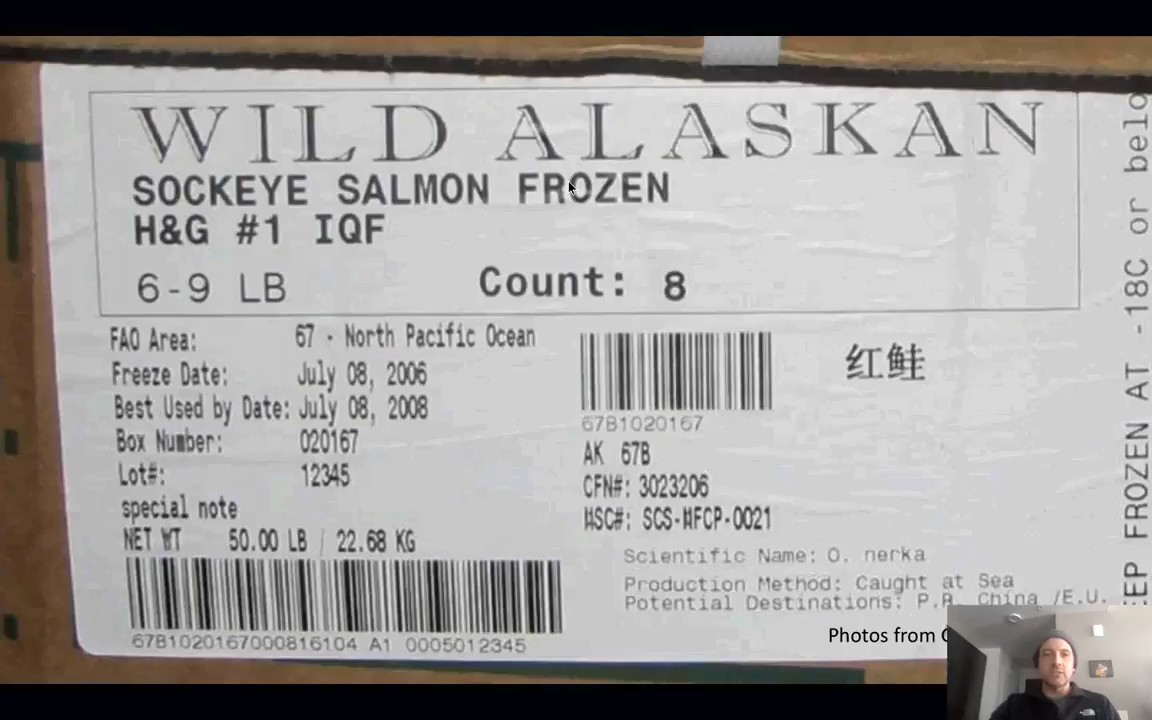 WILD ALASKAN
SOCKEYE SALMON FROZEN
H&G #1 IQF
6-9 LB Count: 8
FAO Area: 67 - North Pacific Ocean
Freeze Date: July 08, 2006
Best Used by Date: July 08, 2008
Box Number: 020167
Lot#: 12345
special note
NET WT 50.00 LB / 22.68 KG
67B1020167000816104 A1 0005012345
67B1020167
AK 67B
CFN#: 3023206
MSC#: SCS-MFCP-0021
红鲑
Scientific Name: O. nerka
Production Method: Caught at Sea
Potential Destinations: P.R. China /E.U.
FROZEN AT -18C or
Photos from